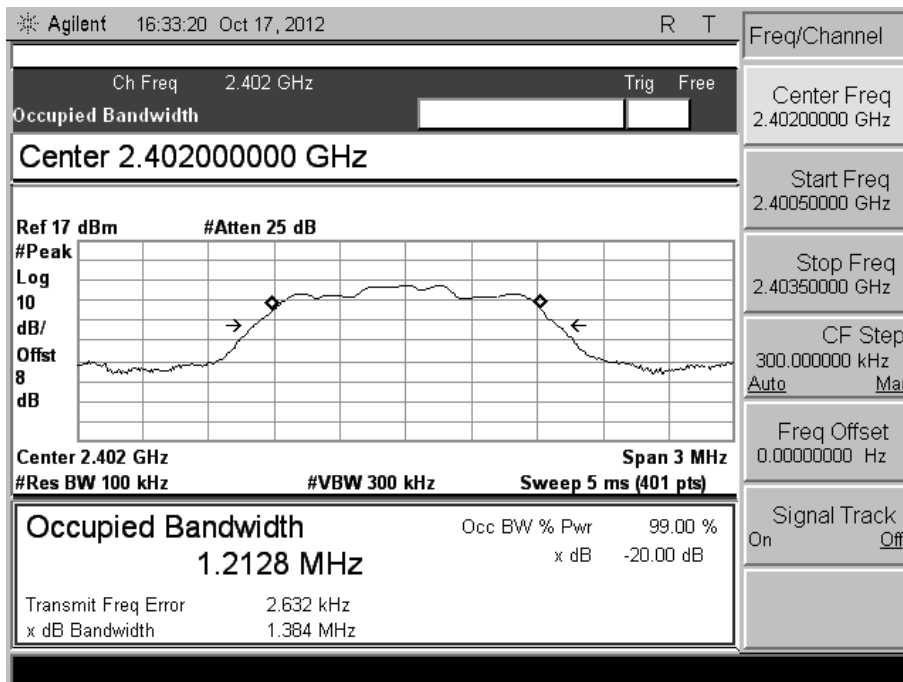 Agilent 16:33:20 Oct 17, 2012 R T
Ch Freq 2.402 GHz Trig Free
Occupied Bandwidth
Center 2.402000000 GHz
Ref 17 dBm #Atten 25 dB
#Peak
Log
10
dB/
Offst
8
dB
Center 2.402 GHz Span 3 MHz
#Res BW 100 kHz #VBW 300 kHz Sweep 5 ms (401 pts)
Occupied Bandwidth
1.2128 MHz
Occ BW % Pwr 99.00 %
x dB -20.00 dB
Transmit Freq Error 2.632 kHz
x dB Bandwidth 1.384 MHz
Freq/Channel
Center Freq
2.40200000 GHz
Start Freq
2.40050000 GHz
Stop Freq
2.40350000 GHz
CF Step
300.000000 kHz
Auto Mar
Freq Offset
0.00000000 Hz
Signal Track
On Off